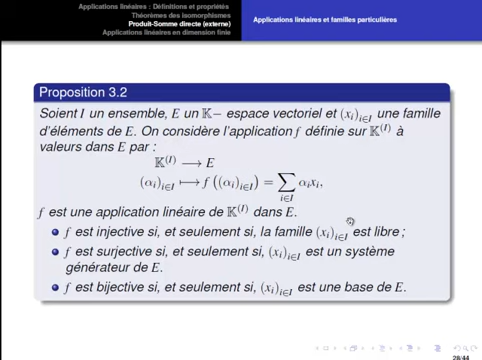 Applications linéaires : Définitions et propriétés
Théorèmes des isomorphismes
Produit-Somme directe (externe)
Applications linéaires en dimension finie
Applications linéaires et familles particulières
Proposition 3.2
Soient I un ensemble, E un 𝕂− espace vectoriel et (xᵢ)ᵢ∈I une famille
d'éléments de E. On considère l'application f définie sur 𝕂^(I) à
valeurs dans E par :
𝕂^(I) ⟶ E
(αᵢ)ᵢ∈I ⟼ f ((αᵢ)ᵢ∈I) = ∑i∈I αᵢxᵢ,
f est une application linéaire de 𝕂^(I) dans E.
f est injective si, et seulement si, la famille (xᵢ)ᵢ∈I est libre ;
f est surjective si, et seulement si, (xᵢ)ᵢ∈I est un système
générateur de E.
f est bijective si, et seulement si, (xᵢ)ᵢ∈I est une base de E.
28/44